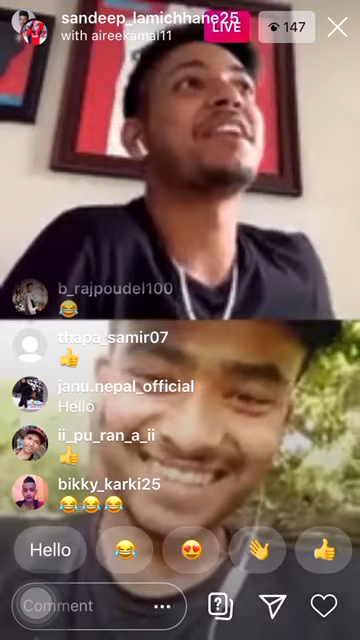 sandeep_lamichhane25
LIVE
147
with aireekamal11
b_rajpoudel100
😂
thapa_samir07
👍
janu.nepal_official
Hello
ii_pu_ran_a_ii
👍
bikky_karki25
😂😂😂
Hello 😂 😍 👋 👍
Comment